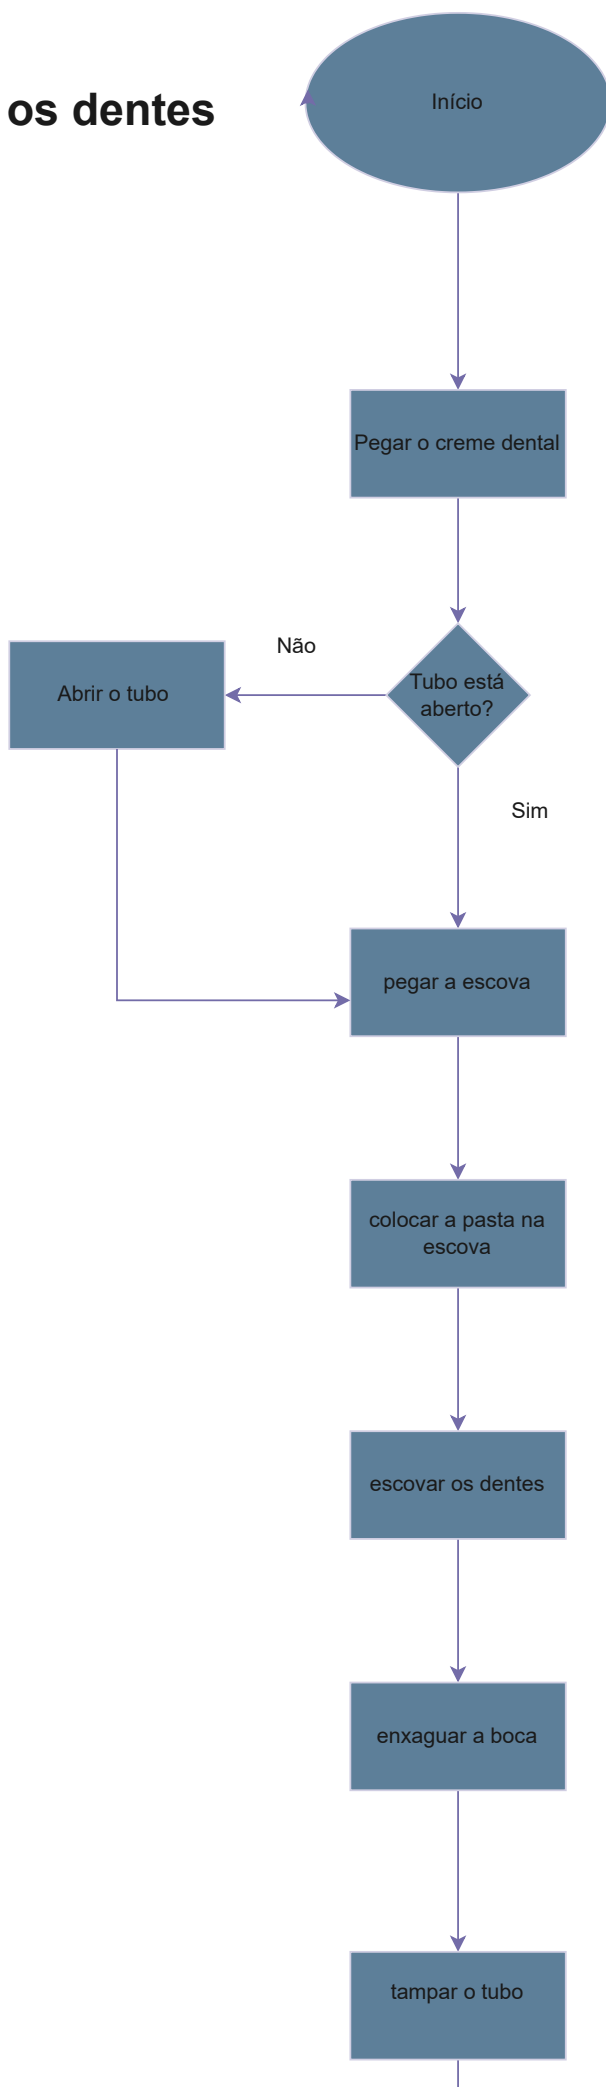 os dentes
Início
Pegar o creme dental
Não
Tubo está
aberto?
Abrir o tubo
Sim
pegar a escova
colocar a pasta na
escova
escovar os dentes
enxaguar a boca
tampar o tubo